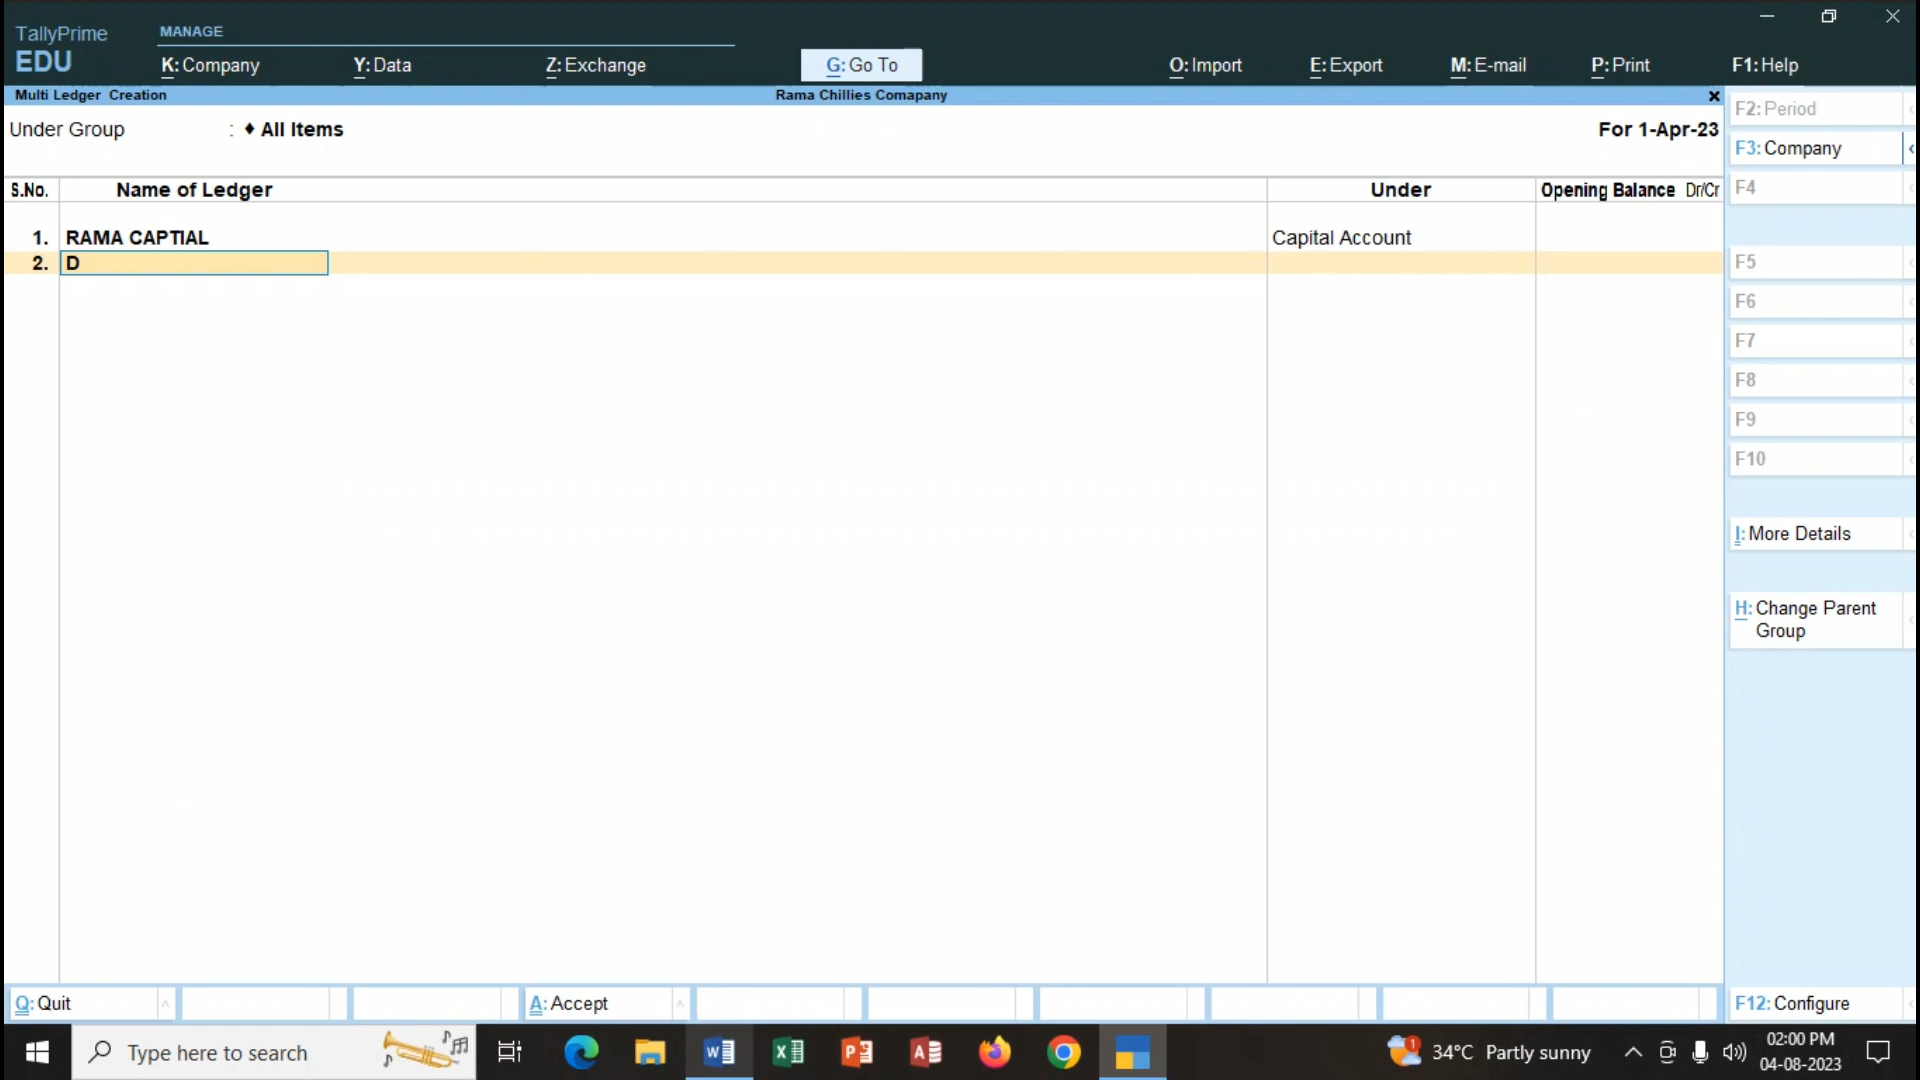 TallyPrime
EDU
MANAGE
K: Company
Y: Data
Z: Exchange
G: Go To
O: Import
E: Export
M: E-mail
P: Print
F1: Help
Multi Ledger Creation
Rama Chillies Comapany
Under Group : ♦ All Items
For 1-Apr-23
S.No. Name of Ledger Under Opening Balance Dr/Cr
1. RAMA CAPTIAL Capital Account
2. D
F2: Period
F3: Company
F4
F5
F6
F7
F8
F9
F10
I: More Details
H: Change Parent
Group
Q: Quit
A: Accept
F12: Configure
Type here to search
1
34°C Partly sunny
02:00 PM
04-08-2023